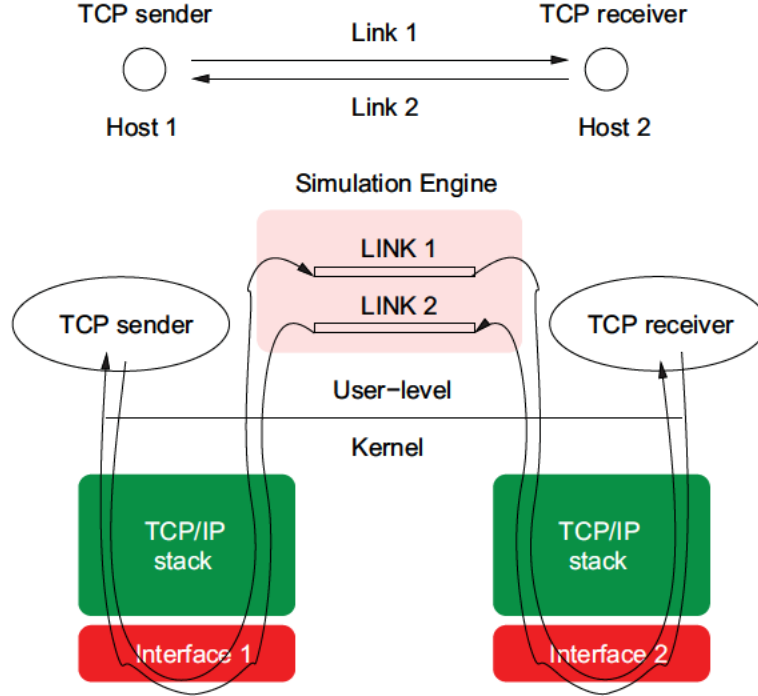 TCP sender
TCP receiver
Link 1
Link 2
Host 1
Host 2
Simulation Engine
LINK 1
LINK 2
TCP sender
TCP receiver
User−level
Kernel
TCP/IP
stack
TCP/IP
stack
Interface 1
Interface 2